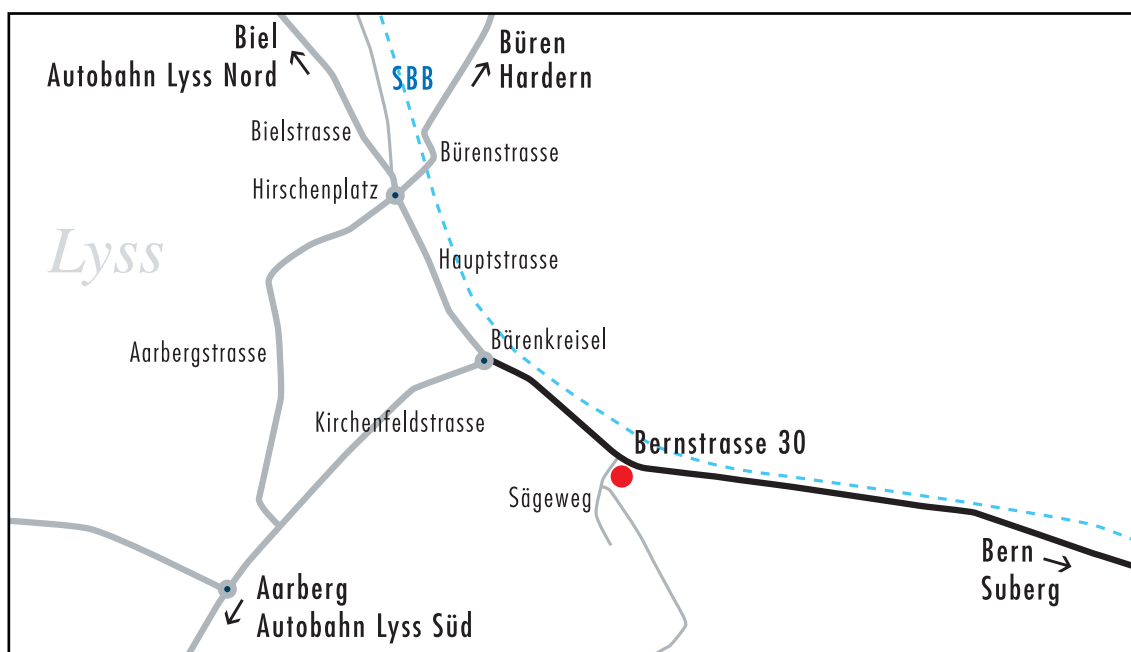 Biel
Autobahn Lyss Nord
SBB
Büren
Hardern
Bielstrasse
Bürenstrasse
Hirschenplatz
Lyss
Hauptstrasse
Bärenkreisel
Aarbergstrasse
Kirchenfeldstrasse
Bernstrasse 30
Sägeweg
Bern
Suberg
Aarberg
Autobahn Lyss Süd